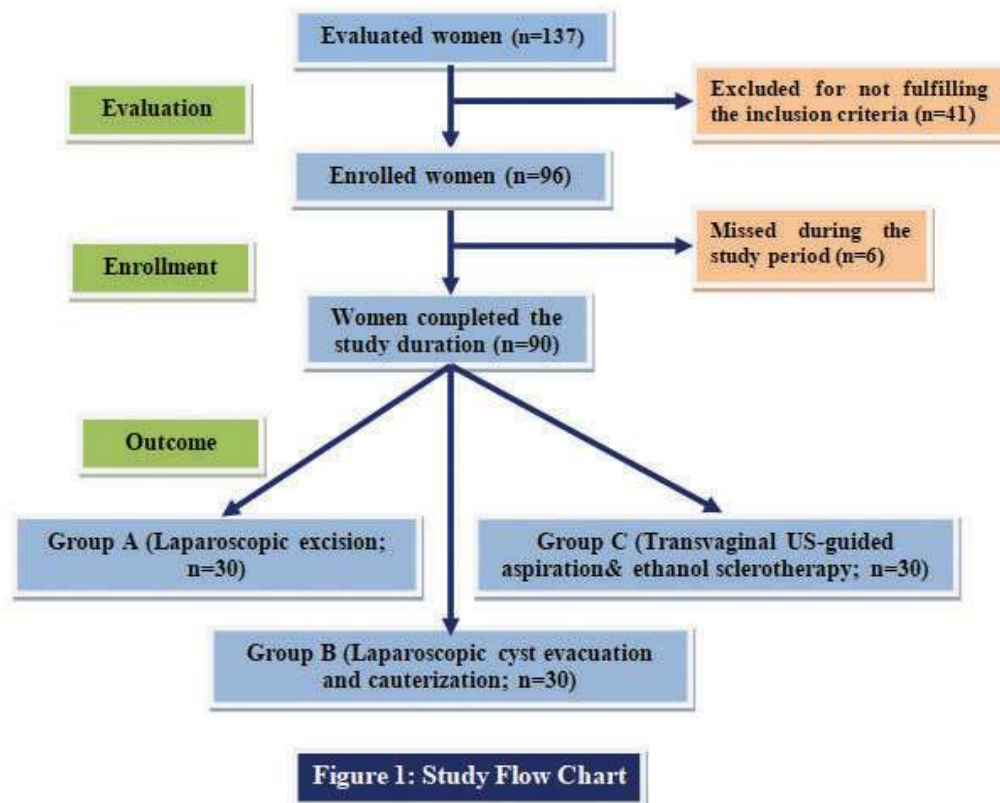 Evaluated women (n=137)
Evaluation
Excluded for not fulfilling
the inclusion criteria (n=41)
Enrolled women (n=96)
Enrollment
Missed during the
study period (n=6)
Women completed the
study duration (n=90)
Outcome
Group A (Laparoscopic excision;
n=30)
Group C (Transvaginal US-guided
aspiration& ethanol sclerotherapy; n=30)
Group B (Laparoscopic cyst evacuation
and cauterization; n=30)
Figure 1: Study Flow Chart